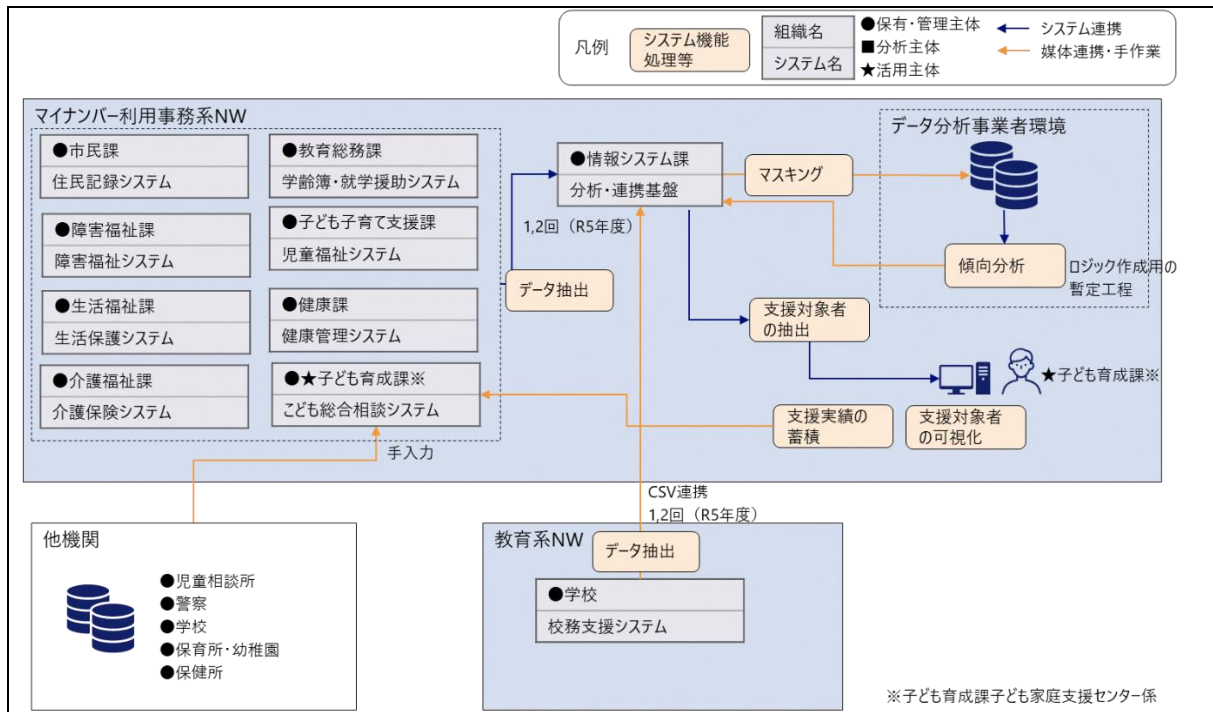 凡例
システム機能
処理等
組織名
システム名
●保有・管理主体
■分析主体
★活用主体
システム連携
媒体連携・手作業
マイナンバー利用事務系NW
●市民課
住民記録システム
●教育総務課
学齢簿・就学援助システム
●障害福祉課
障害福祉システム
●子ども子育て支援課
児童福祉システム
●生活福祉課
生活保護システム
●健康課
健康管理システム
●介護福祉課
介護保険システム
●★子ども育成課※
こども総合相談システム
データ抽出
1,2回（R5年度）
●情報システム課
分析・連携基盤
マスキング
データ分析事業者環境
傾向分析
ロジック作成用の
暫定工程
支援対象者
の抽出
★子ども育成課※
支援実績の
蓄積
支援対象者
の可視化
手入力
CSV連携
1,2回（R5年度）
他機関
●児童相談所
●警察
●学校
●保育所・幼稚園
●保健所
教育系NW
データ抽出
●学校
校務支援システム
※子ども育成課子ども家庭支援センター係